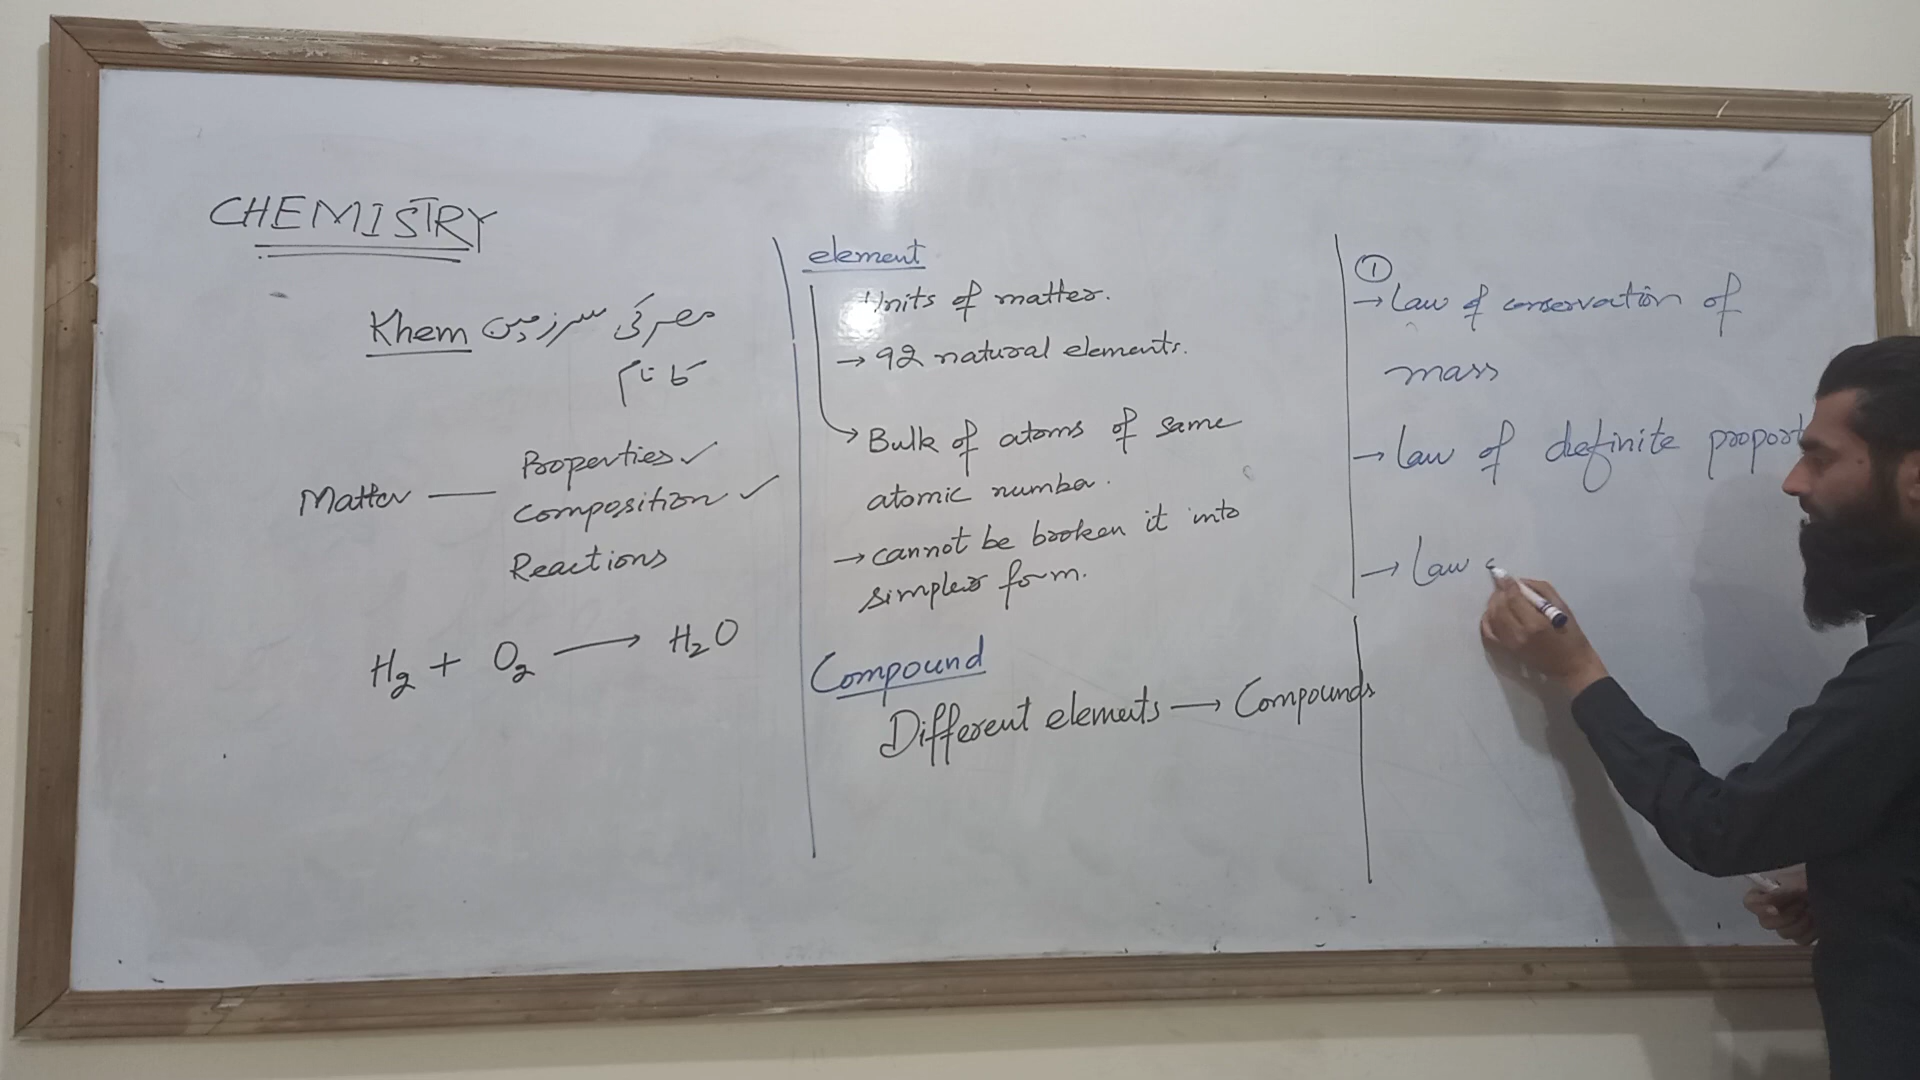 CHEMISTRY
Khem مصر کی سرزمین
کا نام
Properties ✓
Matter — composition ✓
Reactions
H2 + O2 → H2O
element
Units of matter.
→ 92 natural elements.
→ Bulk of atoms of same
atomic number.
→ cannot be broken it into
simpler form.
Compound
Different elements → Compounds
①
→ Law of conservation of
mass
→ Law of definite proport
→ Law